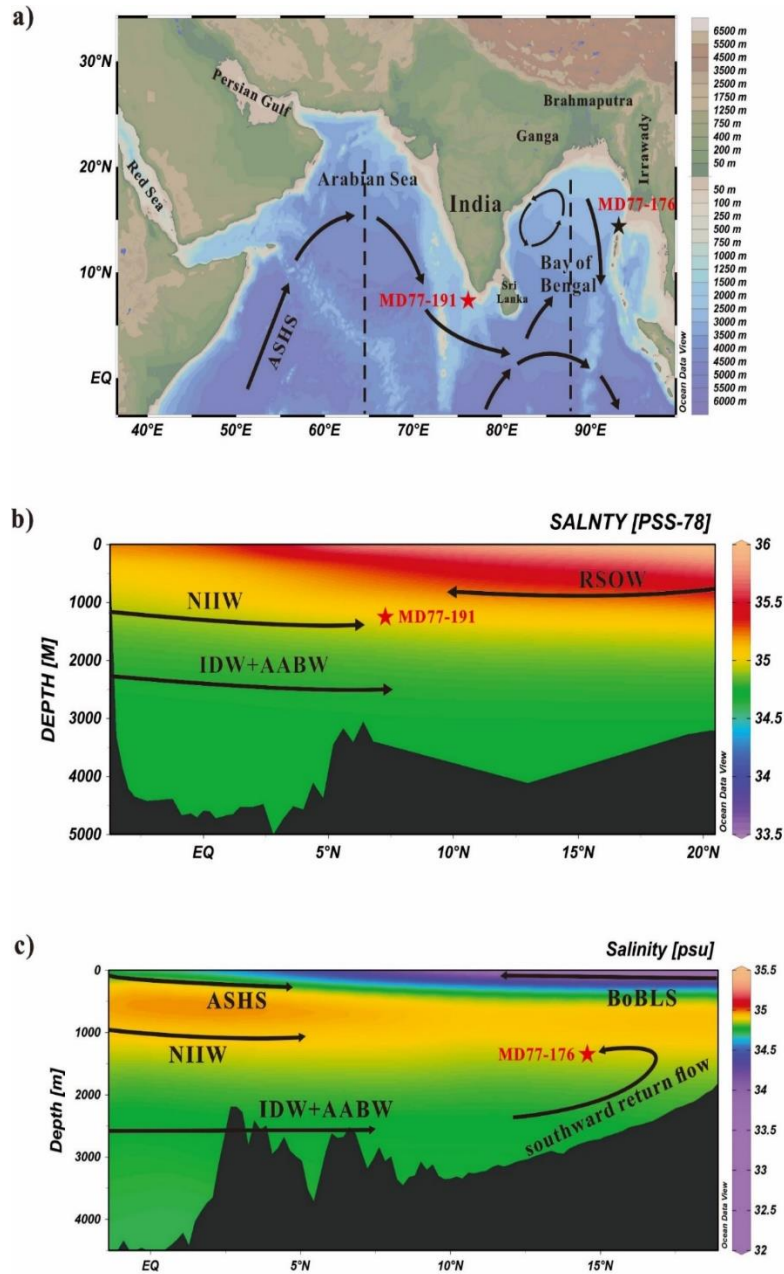 a)
30°N
20°N
10°N
EQ
40°E
50°E
60°E
70°E
80°E
90°E
Persian Gulf
Red Sea
Arabian Sea
India
Brahmaputra
Ganga
Irrawady
MD77-176
Bay of
Bengal
Sri
Lanka
MD77-191
ASHS
Ocean Data View
6500 m
5500 m
4500 m
3500 m
2500 m
1750 m
1250 m
750 m
400 m
200 m
50 m
50 m
100 m
250 m
500 m
750 m
1000 m
1500 m
2000 m
2500 m
3000 m
3500 m
4000 m
4500 m
5000 m
5500 m
6000 m
b)
SALNTY [PSS-78]
DEPTH [M]
0
1000
2000
3000
4000
5000
EQ
5°N
10°N
15°N
20°N
NIIW
RSOW
MD77-191
IDW+AABW
Ocean Data View
36
35.5
35
34.5
34
33.5
c)
Salinity [psu]
Depth [m]
0
1000
2000
3000
4000
EQ
5°N
10°N
15°N
ASHS
BoBLS
NIIW
MD77-176
IDW+AABW
southward return flow
Ocean Data View
35.5
35
34.5
34
33.5
33
32.5
32